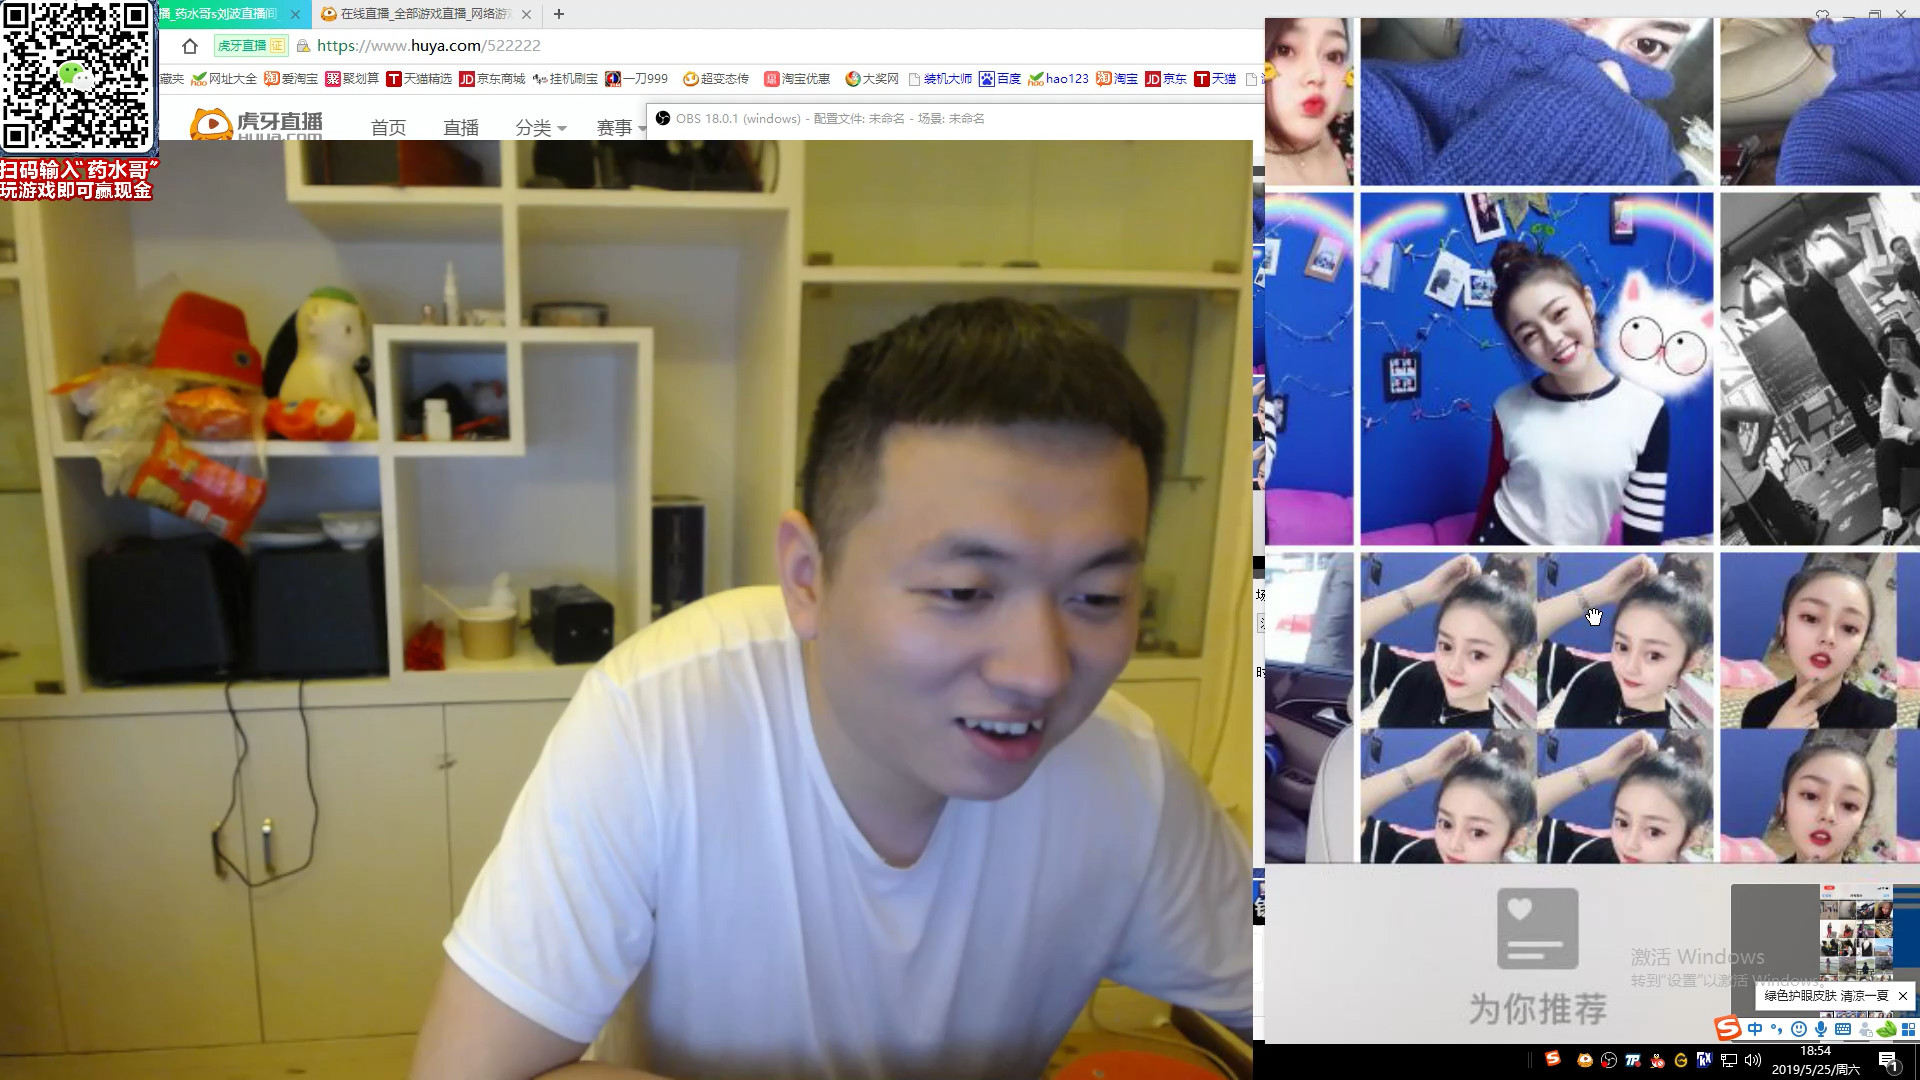 播_药水哥s刘波直播间
在线直播_全部游戏直播_网络游
虎牙直播 证
https://www.huya.com/522222
藏夹 网址大全 爱淘宝 聚划算 天猫精选 京东商城 挂机刷宝 一刀999 超变态传 淘宝优惠 大奖网 装机大师 百度 hao123 淘宝 京东 天猫
虎牙直播
HUYA.COM
首页 直播 分类 赛事
OBS 18.0.1 (windows) - 配置文件: 未命名 - 场景: 未命名
扫码输入“药水哥”
玩游戏即可赢现金
为你推荐
激活 Windows
转到“设置”以激活 Windows。
绿色护眼皮肤 清凉一夏
中
18:54
2019/5/25/周六
1